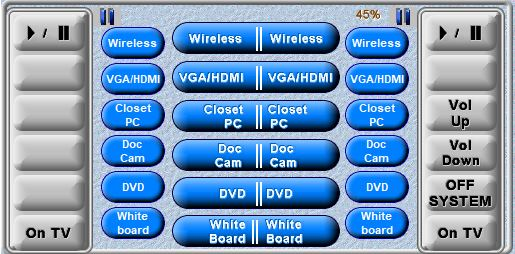 45%
▶ / ▮▮
▶ / ▮▮
Wireless
Wireless || Wireless
Wireless
VGA/HDMI
VGA/HDMI || VGA/HDMI
VGA/HDMI
Closet
PC
Closet || Closet
PC || PC
Closet
PC
Vol
Up
Doc
Cam
Doc || Doc
Cam || Cam
Doc
Cam
Vol
Down
DVD
DVD || DVD
DVD
OFF
SYSTEM
On TV
White
board
White || White
Board || Board
White
board
On TV